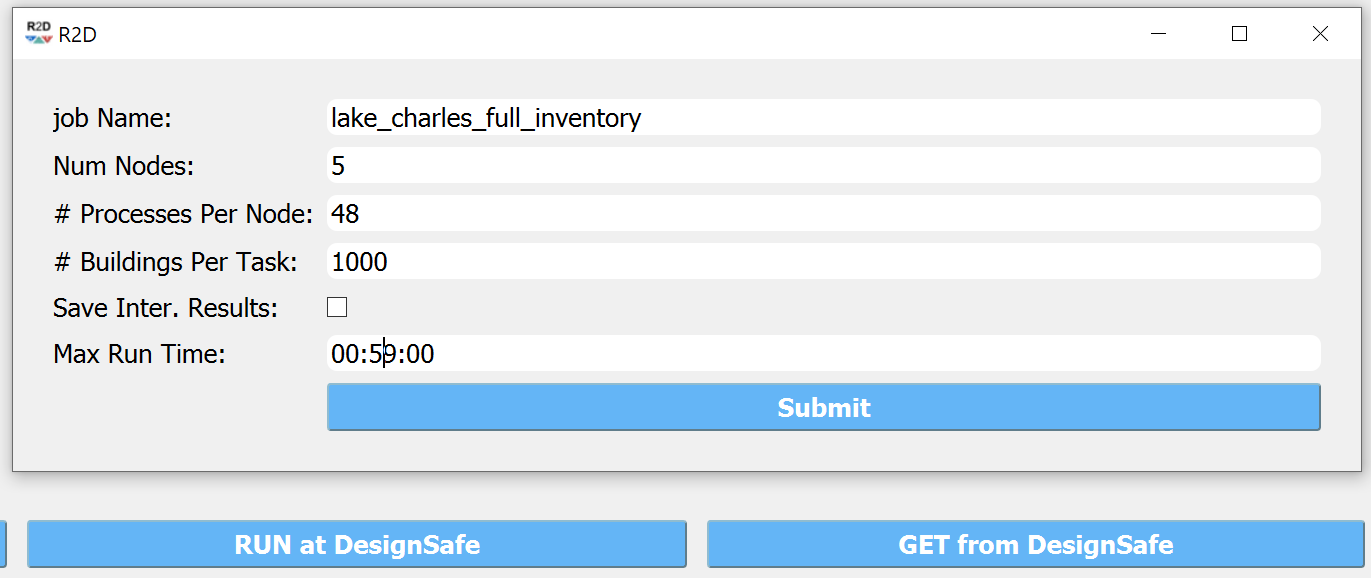 R2D R2D
job Name: lake_charles_full_inventory
Num Nodes: 5
# Processes Per Node: 48
# Buildings Per Task: 1000
Save Inter. Results:
Max Run Time: 00:59:00
Submit
RUN at DesignSafe GET from DesignSafe